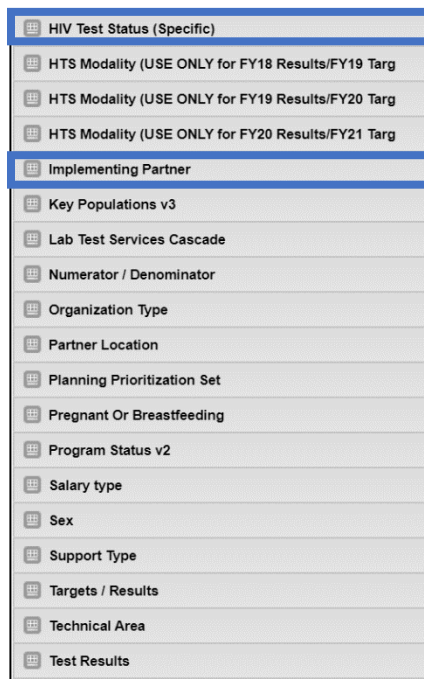 HIV Test Status (Specific)
HTS Modality (USE ONLY for FY18 Results/FY19 Targ
HTS Modality (USE ONLY for FY19 Results/FY20 Targ
HTS Modality (USE ONLY for FY20 Results/FY21 Targ
Implementing Partner
Key Populations v3
Lab Test Services Cascade
Numerator / Denominator
Organization Type
Partner Location
Planning Prioritization Set
Pregnant Or Breastfeeding
Program Status v2
Salary type
Sex
Support Type
Targets / Results
Technical Area
Test Results